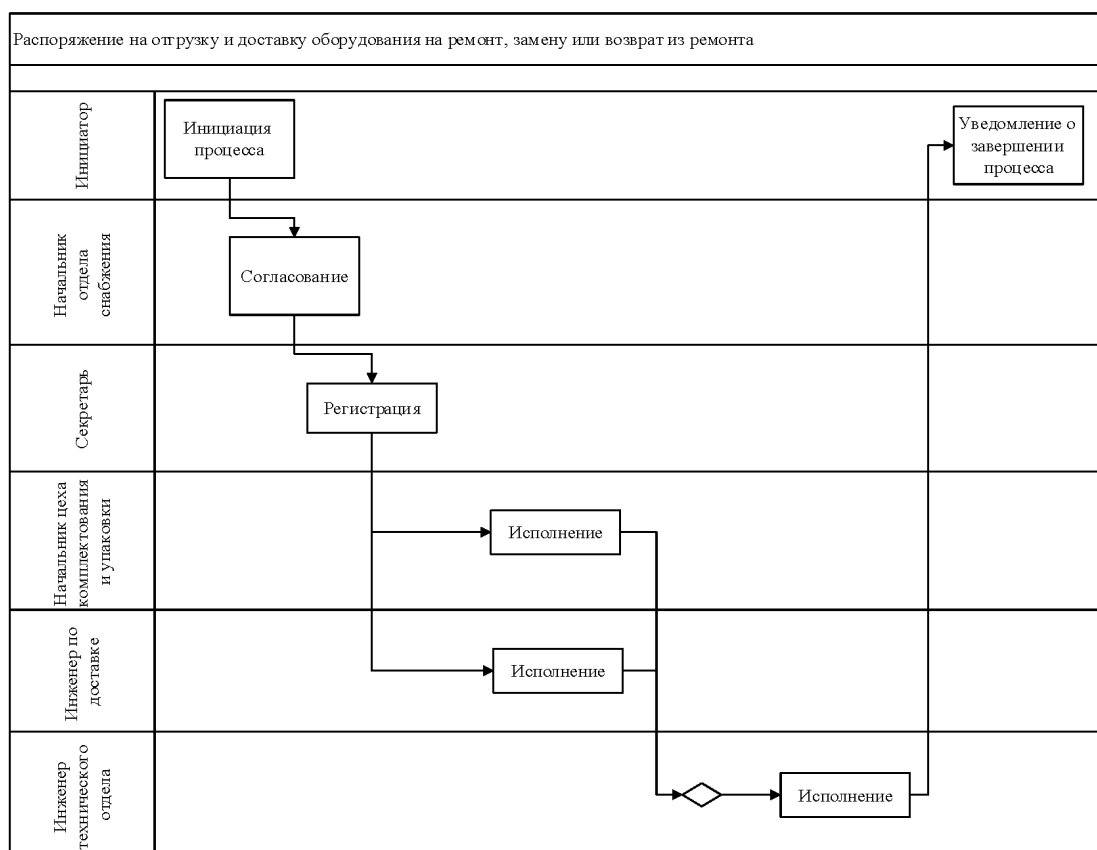 Распоряжение на отгрузку и доставку оборудования на ремонт, замену или возврат из ремонта
Инициатор
Инициация
процесса
Уведомление о
завершении
процесса
Начальник
отдела
снабжения
Согласование
Секретарь
Регистрация
Начальник цеха
комплектования
и упаковки
Исполнение
Инженер по
доставке
Исполнение
Инженер
технического
отдела
Исполнение